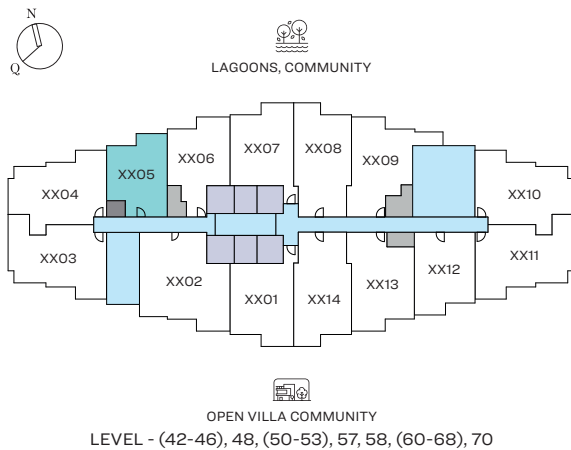 N
Q
LAGOONS, COMMUNITY
XX07 XX08
XX06 XX09
XX05
XX04 XX10
XX03 XX11
XX02 XX12
XX01 XX14 XX13
OPEN VILLA COMMUNITY
LEVEL - (42-46), 48, (50-53), 57, 58, (60-68), 70